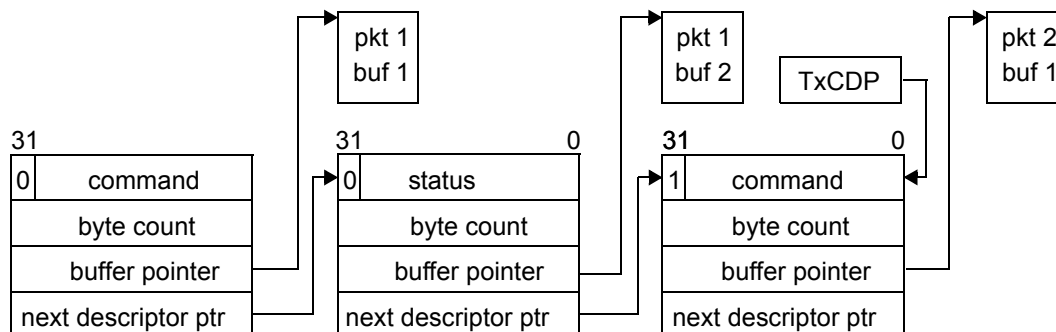 pkt 1
buf 1
pkt 1
buf 2
pkt 2
buf 1
TxCDP
31
31 0
31 0
0 command
0 status
1 command
byte count
byte count
byte count
buffer pointer
buffer pointer
buffer pointer
next descriptor ptr
next descriptor ptr
next descriptor ptr